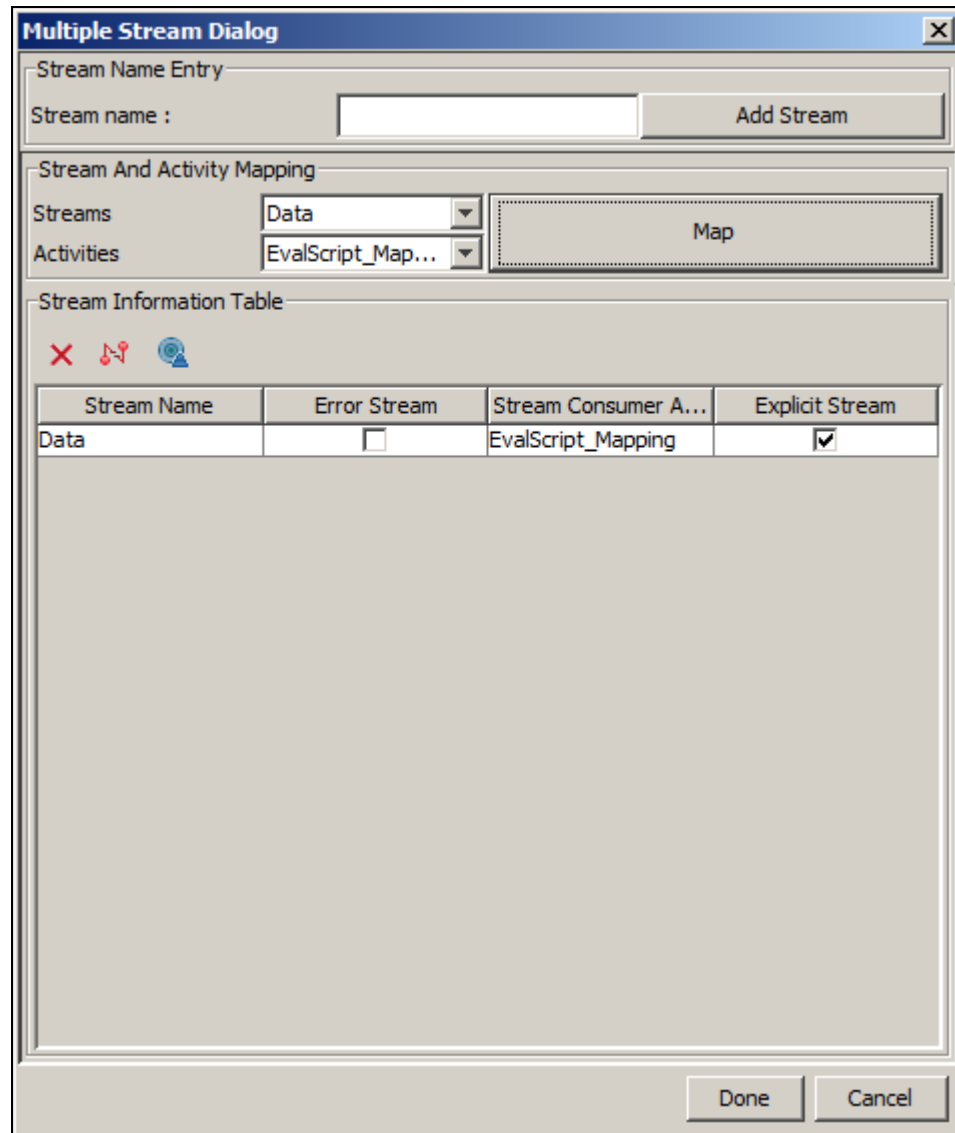 Multiple Stream Dialog
Stream Name Entry
Stream name :
Add Stream
Stream And Activity Mapping
Streams
Data
Map
Activities
EvalScript_Map...
Stream Information Table
Stream Name
Error Stream
Stream Consumer A...
Explicit Stream
Data
EvalScript_Mapping
Done
Cancel